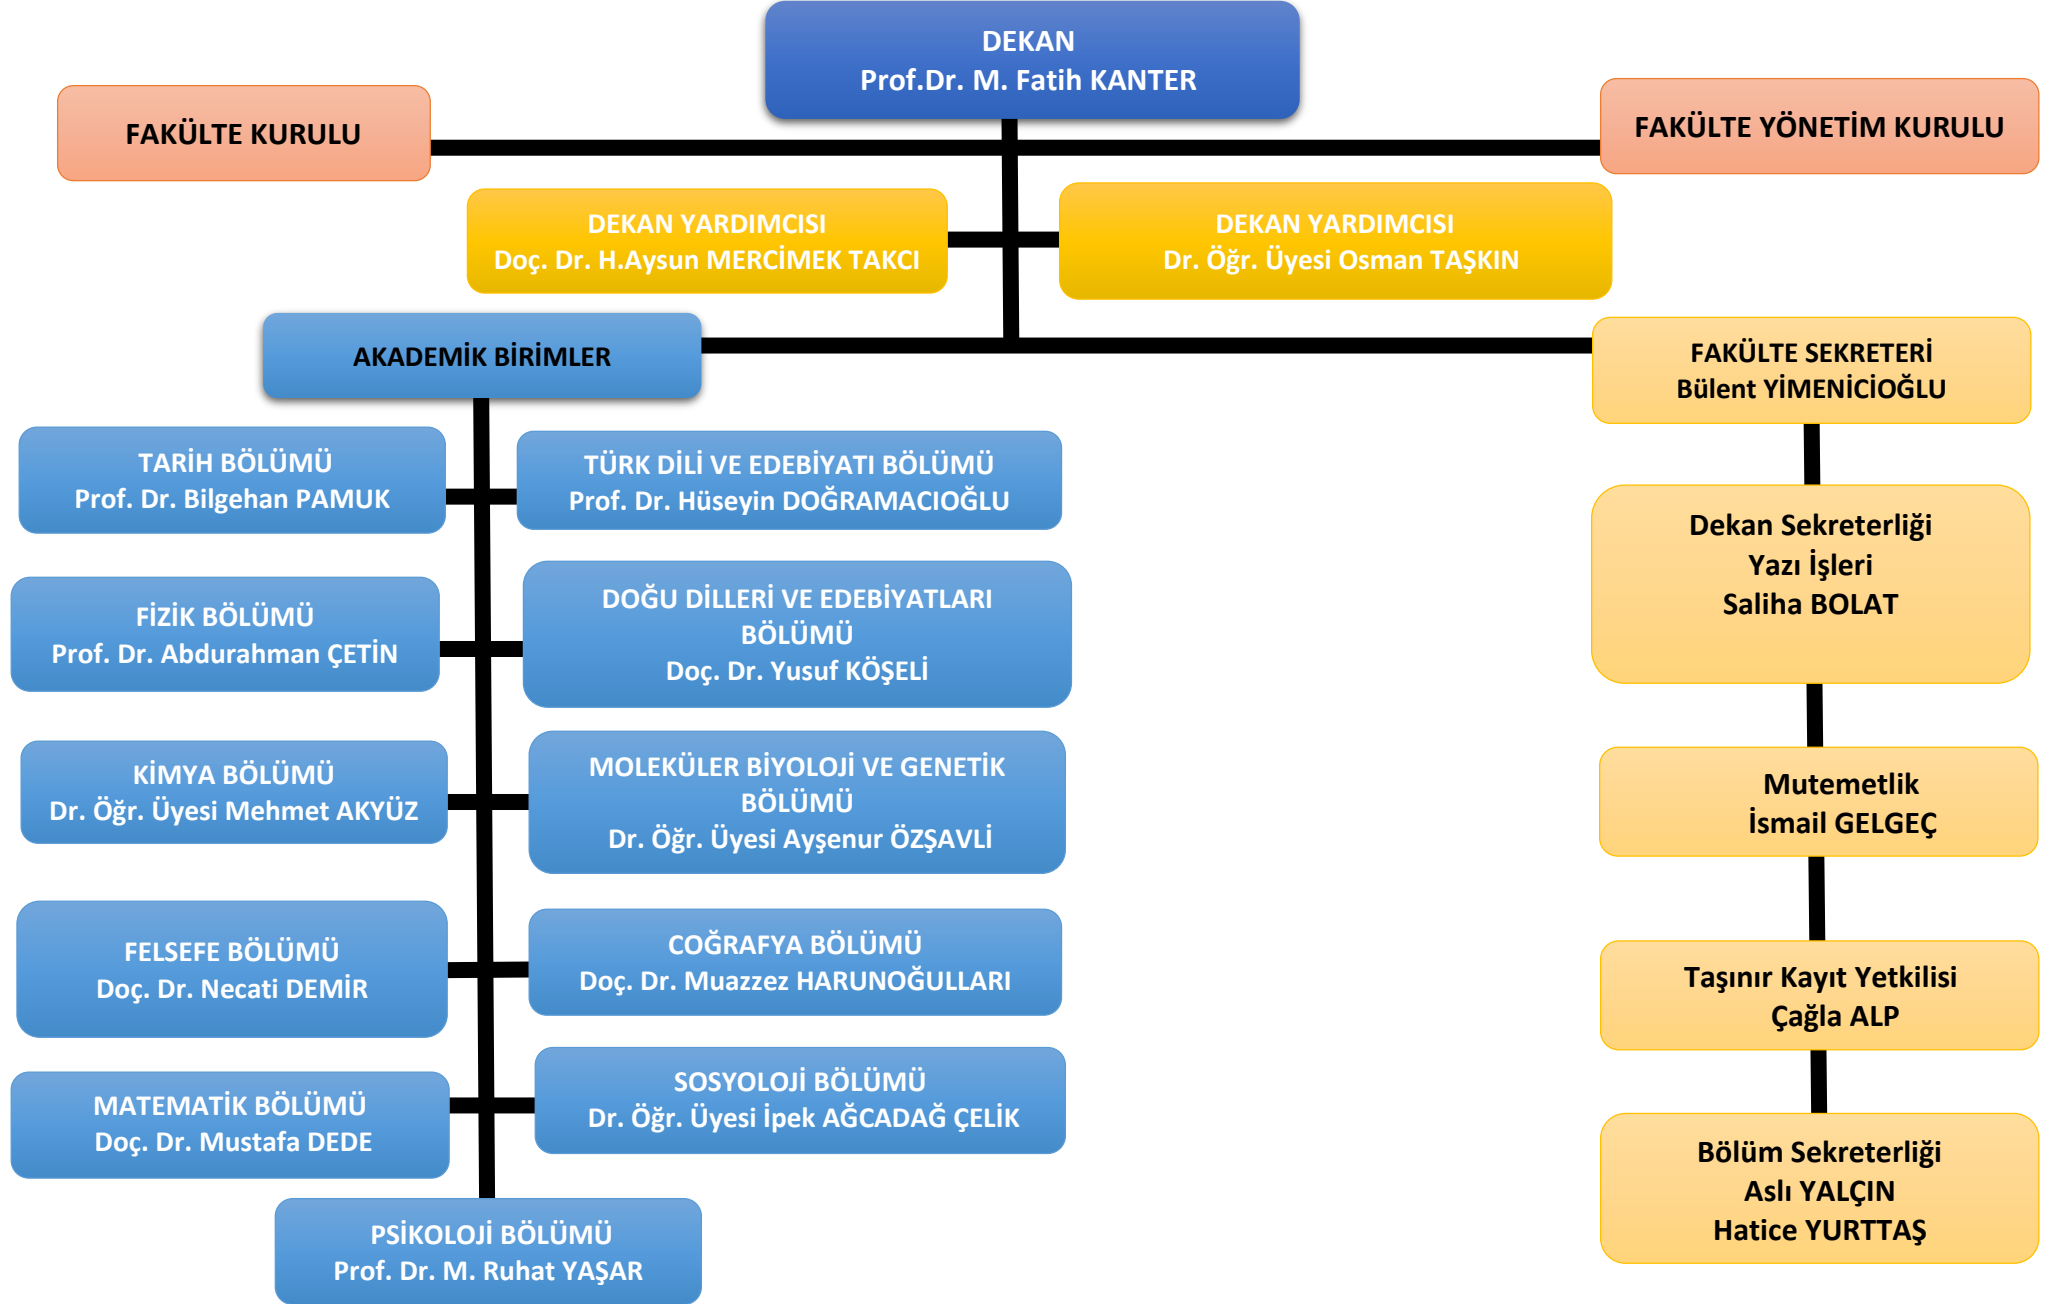 DEKAN
Prof.Dr. M. Fatih KANTER
FAKÜLTE KURULU
FAKÜLTE YÖNETİM KURULU
DEKAN YARDIMCISI
Doç. Dr. H.Aysun MERCİMEK TAKCI
DEKAN YARDIMCISI
Dr. Öğr. Üyesi Osman TAŞKIN
AKADEMİK BİRİMLER
FAKÜLTE SEKRETERİ
Bülent YİMENİCİOĞLU
TARİH BÖLÜMÜ
Prof. Dr. Bilgehan PAMUK
TÜRK DİLİ VE EDEBİYATI BÖLÜMÜ
Prof. Dr. Hüseyin DOĞRAMACIOĞLU
FİZİK BÖLÜMÜ
Prof. Dr. Abdurahman ÇETİN
DOĞU DİLLERİ VE EDEBİYATLARI
BÖLÜMÜ
Doç. Dr. Yusuf KÖŞELİ
KİMYA BÖLÜMÜ
Dr. Öğr. Üyesi Mehmet AKYÜZ
MOLEKÜLER BİYOLOJİ VE GENETİK
BÖLÜMÜ
Dr. Öğr. Üyesi Ayşenur ÖZŞAVLİ
FELSEFE BÖLÜMÜ
Doç. Dr. Necati DEMİR
COĞRAFYA BÖLÜMÜ
Doç. Dr. Muazzez HARUNOĞULLARI
MATEMATİK BÖLÜMÜ
Doç. Dr. Mustafa DEDE
SOSYOLOJİ BÖLÜMÜ
Dr. Öğr. Üyesi İpek AĞCADAĞ ÇELİK
PSİKOLOJİ BÖLÜMÜ
Prof. Dr. M. Ruhat YAŞAR
Dekan Sekreterliği
Yazı İşleri
Saliha BOLAT
Mutemetlik
İsmail GELGEÇ
Taşınır Kayıt Yetkilisi
Çağla ALP
Bölüm Sekreterliği
Aslı YALÇIN
Hatice YURTTAŞ